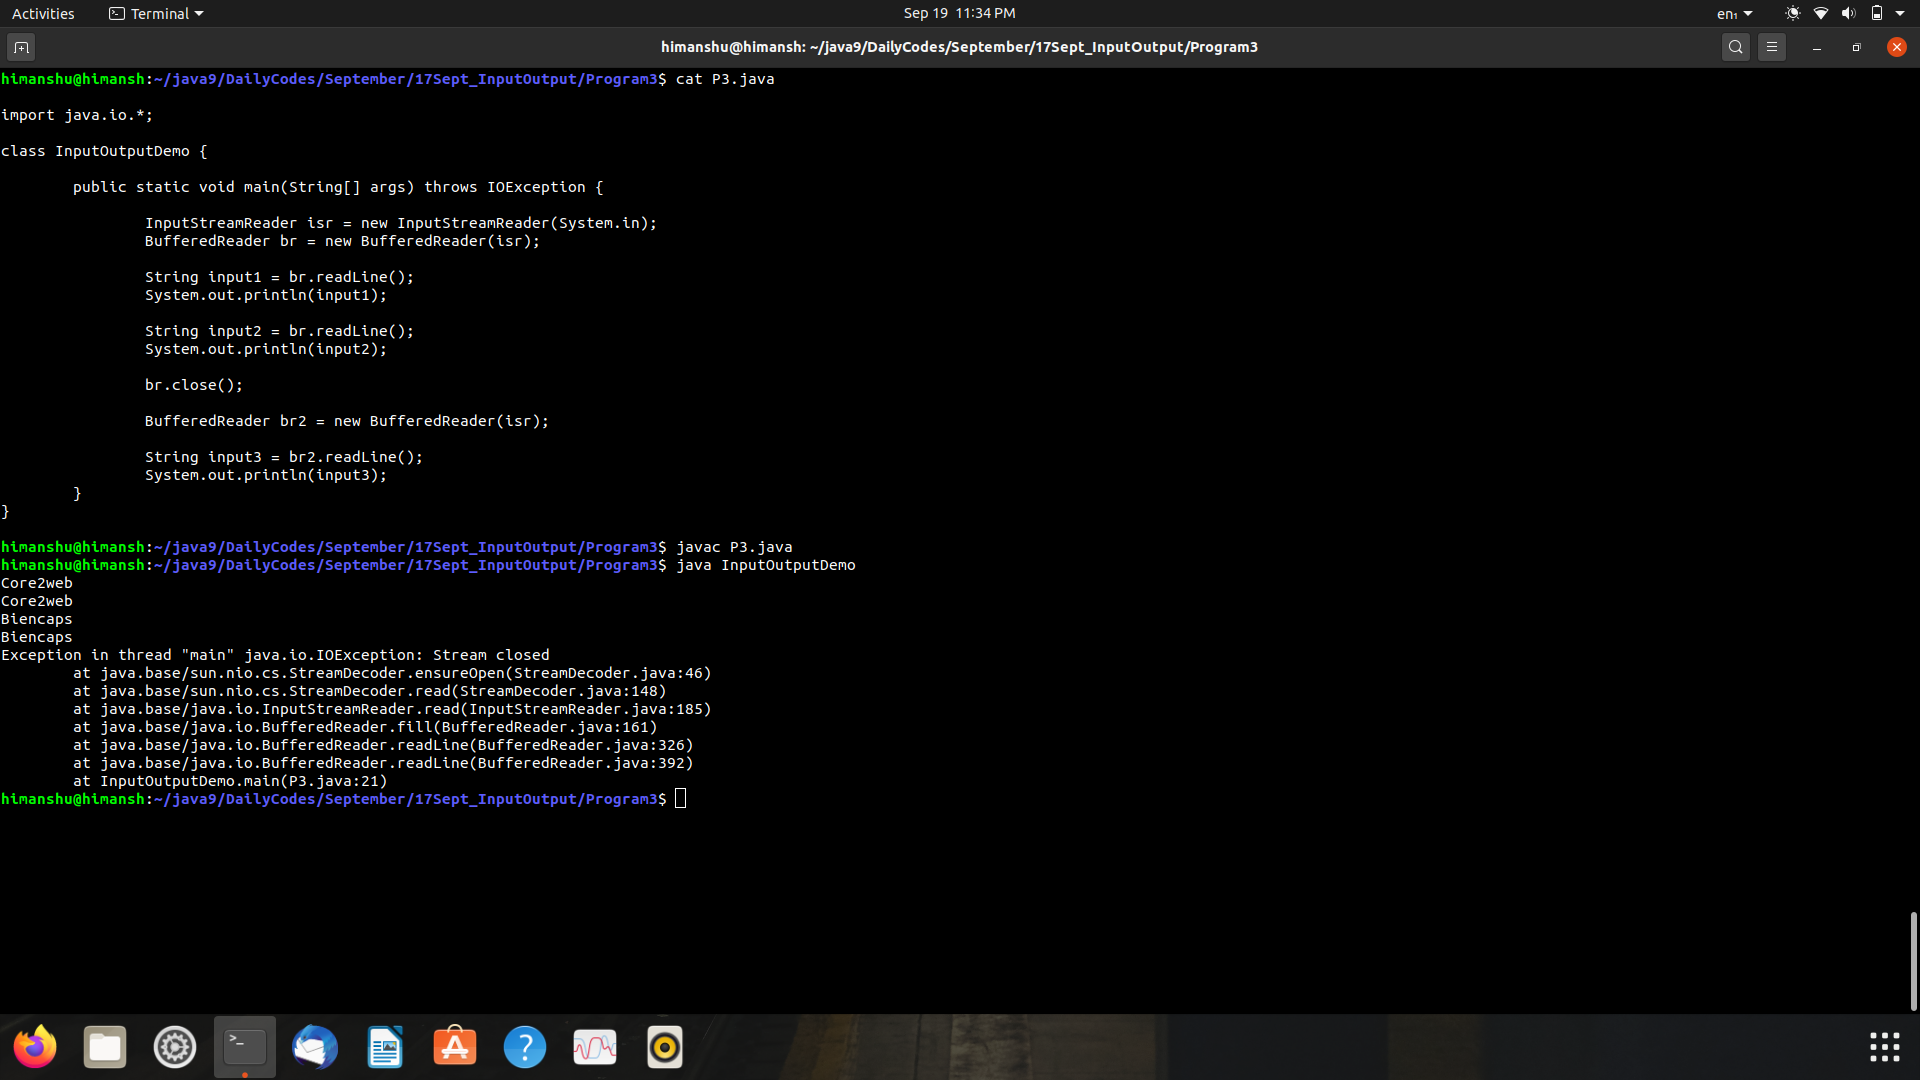 Activities
Terminal
Sep 19 11:34 PM
en₁
himanshu@himansh: ~/java9/DailyCodes/September/17Sept_InputOutput/Program3
himanshu@himansh:~/java9/DailyCodes/September/17Sept_InputOutput/Program3$ cat P3.java
import java.io.*;
class InputOutputDemo {
public static void main(String[] args) throws IOException {
InputStreamReader isr = new InputStreamReader(System.in);
BufferedReader br = new BufferedReader(isr);
String input1 = br.readLine();
System.out.println(input1);
String input2 = br.readLine();
System.out.println(input2);
br.close();
BufferedReader br2 = new BufferedReader(isr);
String input3 = br2.readLine();
System.out.println(input3);
}
}
himanshu@himansh:~/java9/DailyCodes/September/17Sept_InputOutput/Program3$ javac P3.java
himanshu@himansh:~/java9/DailyCodes/September/17Sept_InputOutput/Program3$ java InputOutputDemo
Core2web
Core2web
Biencaps
Biencaps
Exception in thread "main" java.io.IOException: Stream closed
at java.base/sun.nio.cs.StreamDecoder.ensureOpen(StreamDecoder.java:46)
at java.base/sun.nio.cs.StreamDecoder.read(StreamDecoder.java:148)
at java.base/java.io.InputStreamReader.read(InputStreamReader.java:185)
at java.base/java.io.BufferedReader.fill(BufferedReader.java:161)
at java.base/java.io.BufferedReader.readLine(BufferedReader.java:326)
at java.base/java.io.BufferedReader.readLine(BufferedReader.java:392)
at InputOutputDemo.main(P3.java:21)
himanshu@himansh:~/java9/DailyCodes/September/17Sept_InputOutput/Program3$